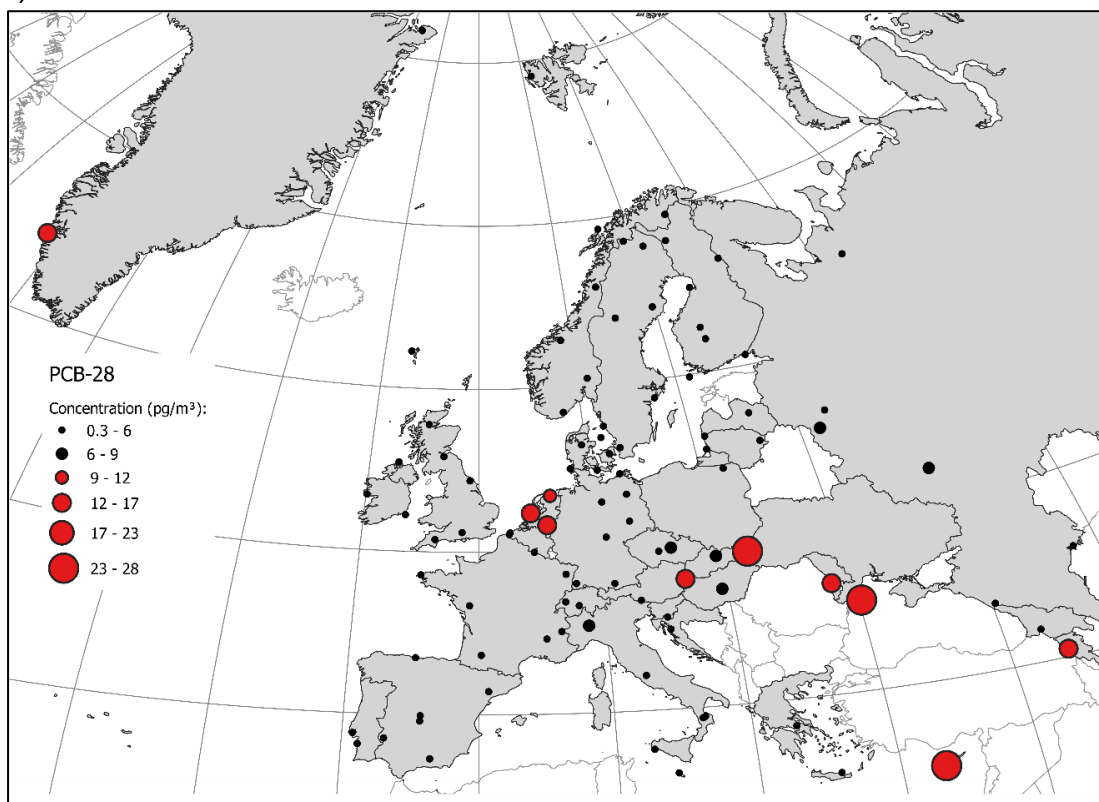 PCB-28
Concentration (pg/m³):
0.3 - 6
6 - 9
9 - 12
12 - 17
17 - 23
23 - 28